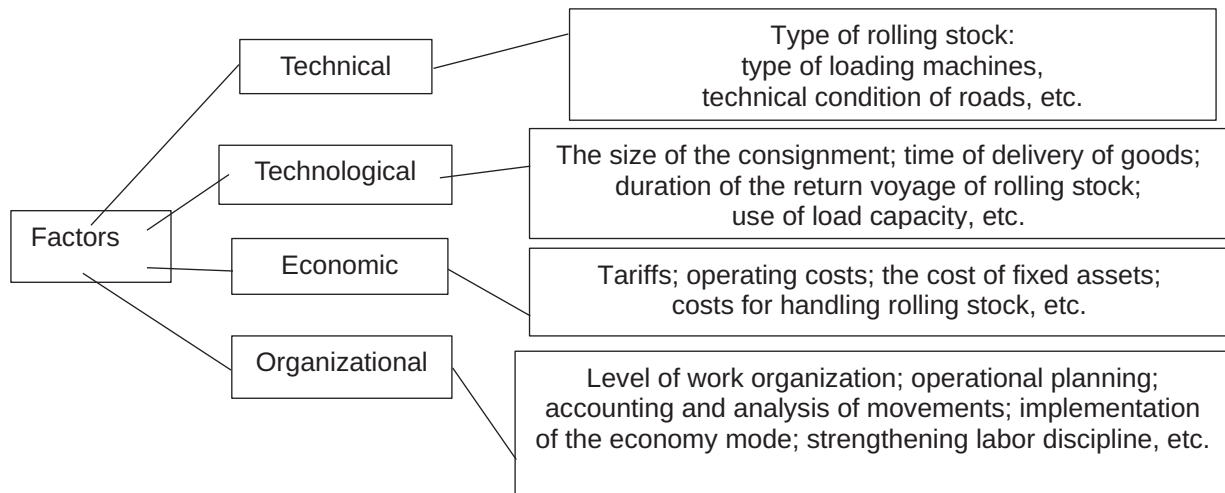 Factors
Technical
Type of rolling stock:
type of loading machines,
technical condition of roads, etc.
Technological
The size of the consignment; time of delivery of goods;
duration of the return voyage of rolling stock;
use of load capacity, etc.
Economic
Tariffs; operating costs; the cost of fixed assets;
costs for handling rolling stock, etc.
Organizational
Level of work organization; operational planning;
accounting and analysis of movements; implementation
of the economy mode; strengthening labor discipline, etc.